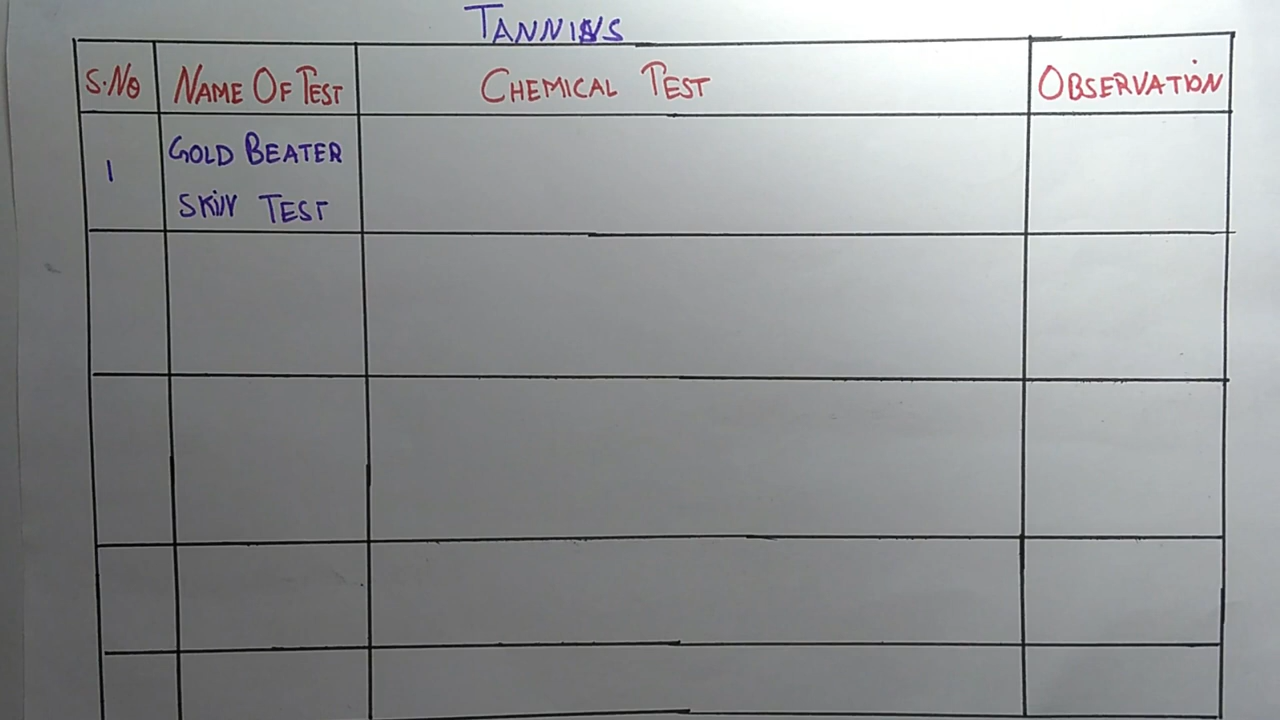 TANNINS
S.No NAME OF TEST CHEMICAL TEST OBSERVATION
1 GOLD BEATER
SKIN TEST